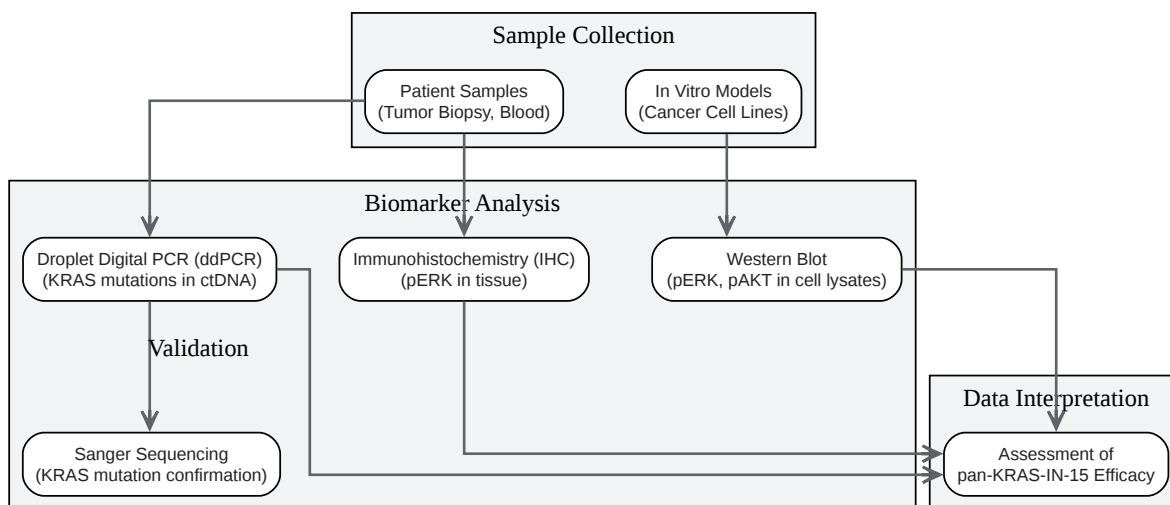 Sample Collection
Patient Samples
(Tumor Biopsy, Blood)
In Vitro Models
(Cancer Cell Lines)
Biomarker Analysis
Droplet Digital PCR (ddPCR)
(KRAS mutations in ctDNA)
Immunohistochemistry (IHC)
(pERK in tissue)
Western Blot
(pERK, pAKT in cell lysates)
Validation
Sanger Sequencing
(KRAS mutation confirmation)
Data Interpretation
Assessment of
pan-KRAS-IN-15 Efficacy